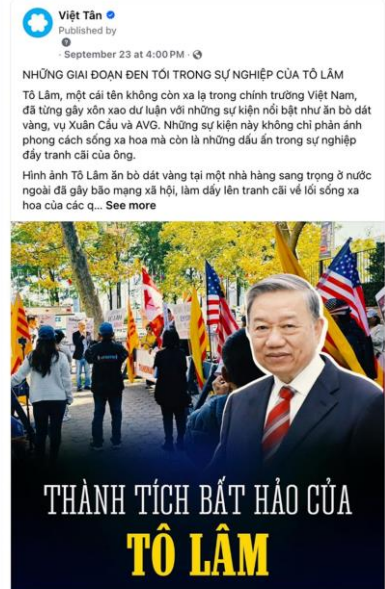 Việt Tân
Published by
· September 23 at 4:00 PM ·
NHỮNG GIAI ĐOẠN ĐEN TỐI TRONG SỰ NGHIỆP CỦA TÔ LÂM
Tô Lâm, một cái tên không còn xa lạ trong chính trường Việt Nam,
đã từng gây xôn xao dư luận với những sự kiện nổi bật như ăn bò dát
vàng, vụ Xuân Cầu và AVG. Những sự kiện này không chỉ phản ánh
phong cách sống xa hoa mà còn là những dấu ấn trong sự nghiệp
đầy tranh cãi của ông.
Hình ảnh Tô Lâm ăn bò dát vàng tại một nhà hàng sang trọng ở nước
ngoài đã gây bão mạng xã hội, làm dấy lên tranh cãi về lối sống xa
hoa của các q... See more
THÀNH TÍCH BẤT HẢO CỦA
TÔ LÂM